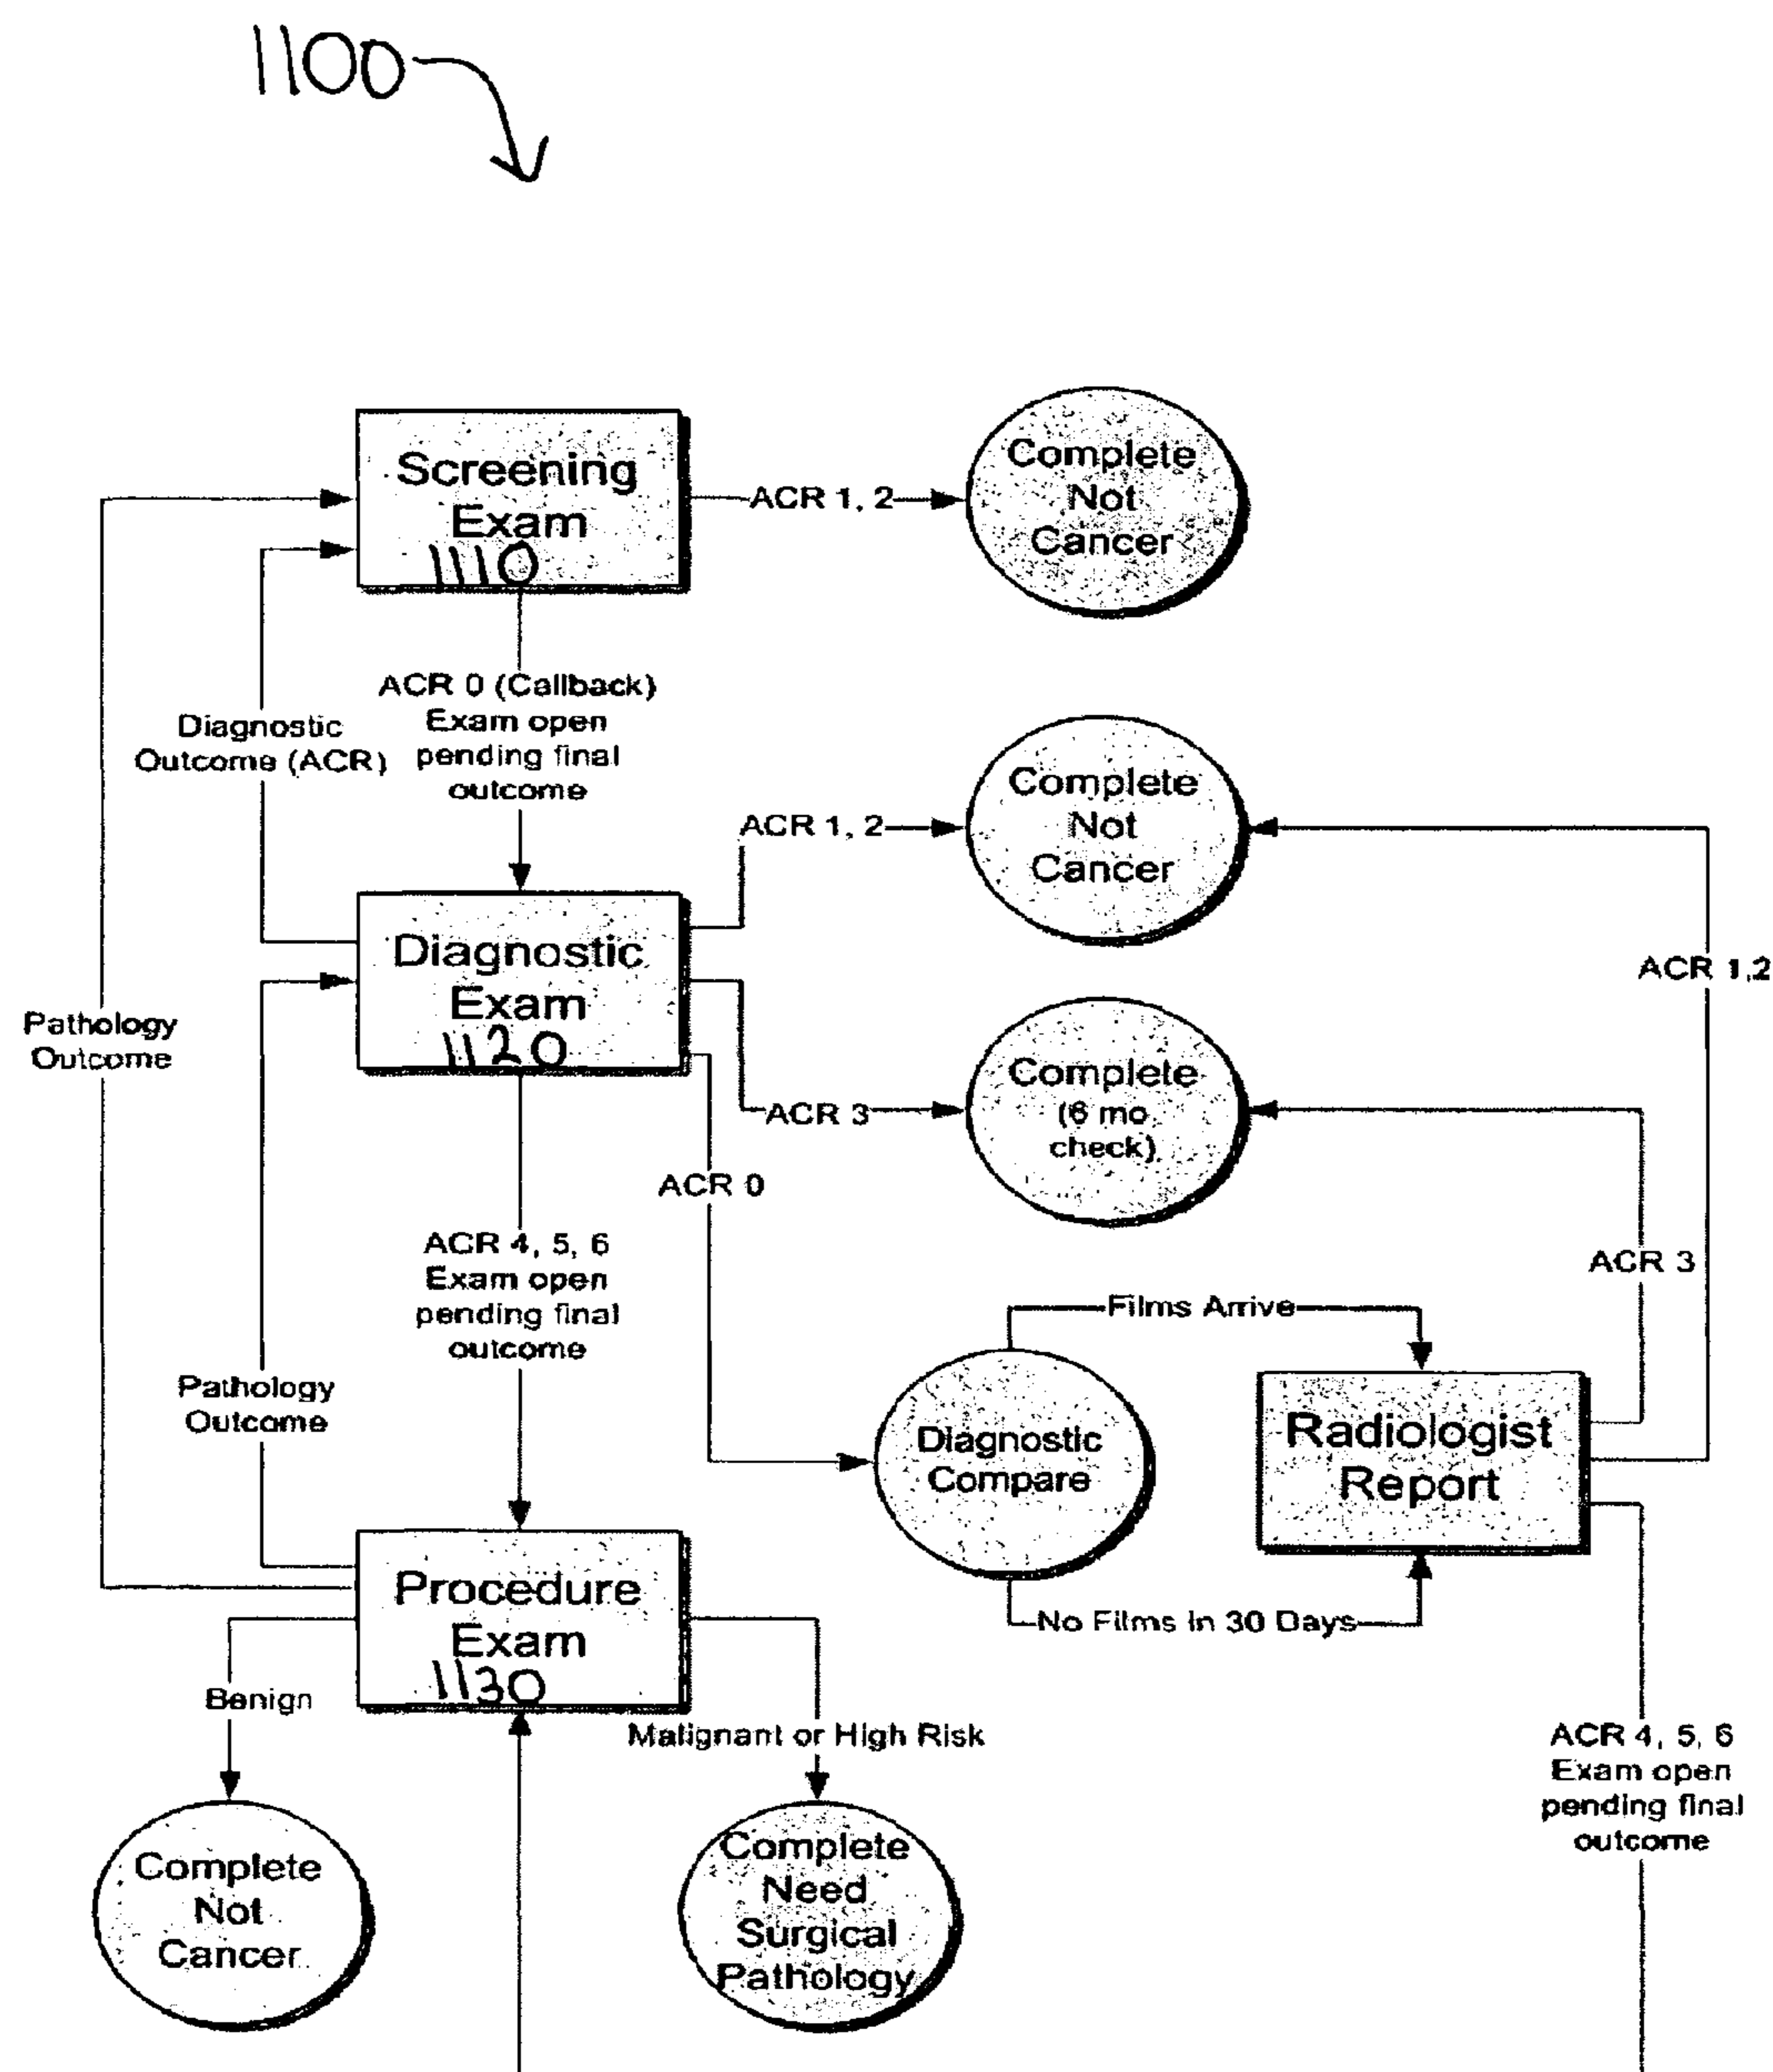 1100
Screening
Exam
1110
ACR 1, 2
Complete
Not
Cancer
ACR 0 (Callback)
Exam open
pending final
outcome
Diagnostic
Outcome (ACR)
ACR 1, 2
Complete
Not
Cancer
Diagnostic
Exam
1120
ACR 1,2
Pathology
Outcome
ACR 3
Complete
(6 mo
check)
ACR 0
ACR 4, 5, 6
Exam open
pending final
outcome
ACR 3
Films Arrive
Pathology
Outcome
Diagnostic
Compare
Radiologist
Report
No Films In 30 Days
Procedure
Exam
1130
Benign
Malignant or High Risk
ACR 4, 5, 6
Exam open
pending final
outcome
Complete
Not
Cancer
Complete
Need
Surgical
Pathology